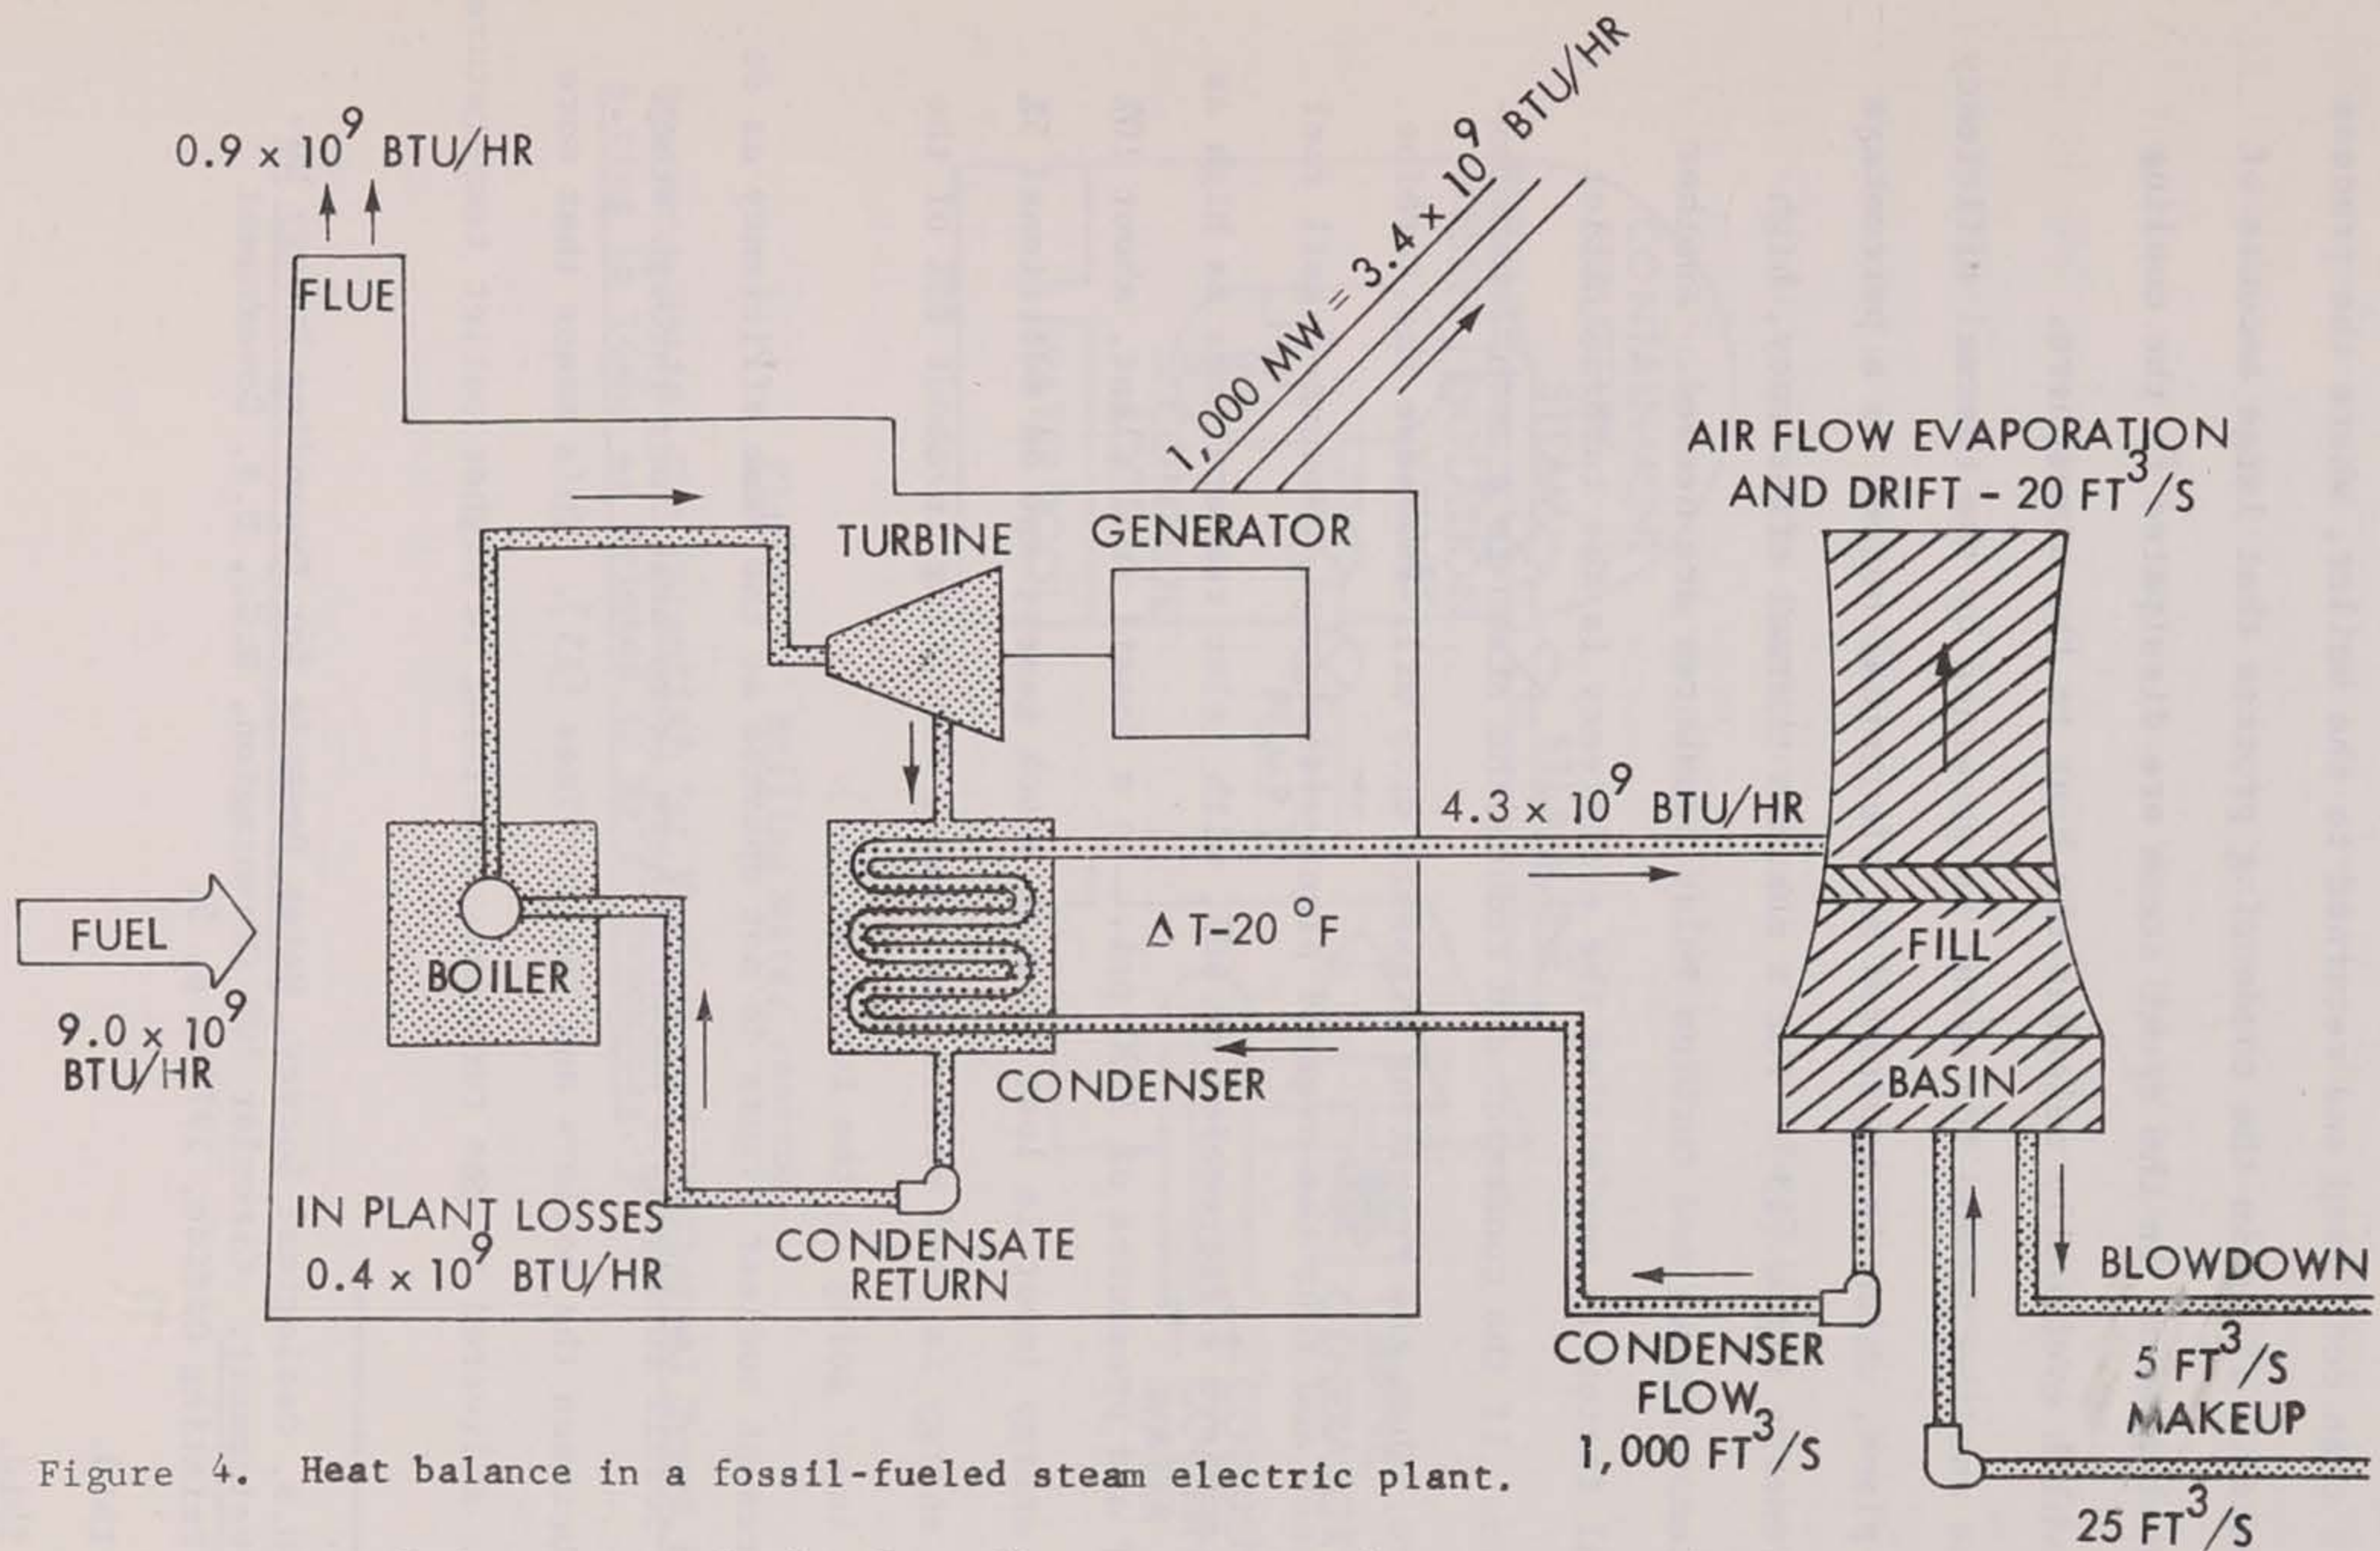 0.9 x 10⁹ BTU/HR
FLUE
1,000 MW = 3.4 x 10⁹ BTU/HR
AIR FLOW EVAPORATION
AND DRIFT – 20 FT³/S
TURBINE
GENERATOR
4.3 x 10⁹ BTU/HR
FUEL
9.0 x 10⁹
BTU/HR
BOILER
Δ T–20 °F
FILL
CONDENSER
BASIN
IN PLANT LOSSES
0.4 x 10⁹ BTU/HR
CONDENSATE
RETURN
BLOWDOWN
5 FT³/S
CONDENSER
FLOW
1,000 FT³/S
MAKEUP
25 FT³/S
Figure 4. Heat balance in a fossil-fueled steam electric plant.